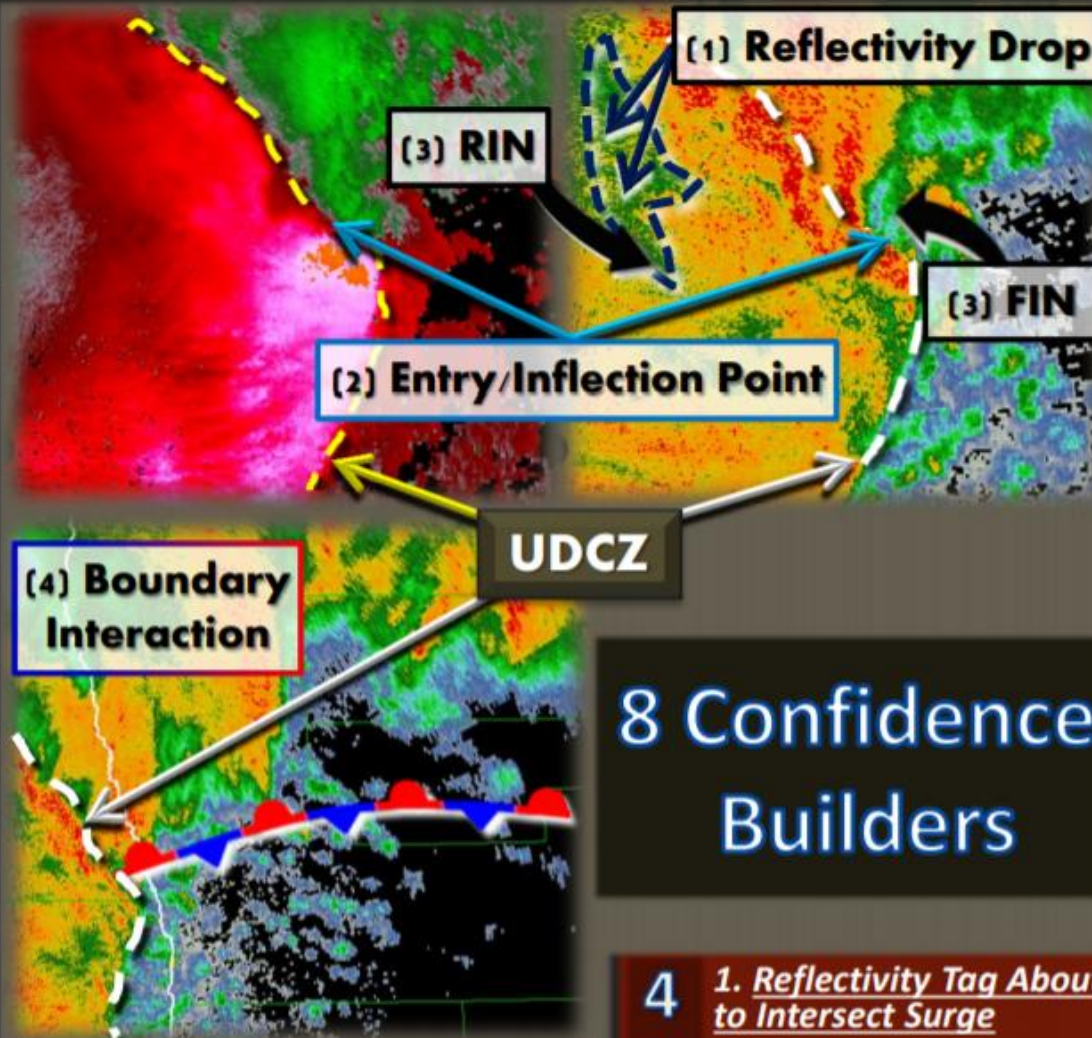 (1) Reflectivity Drop
(3) RIN
(3) FIN
(2) Entry/Inflection Point
UDCZ
(4) Boundary
Interaction
8 Confidence
Builders
4
1. Reflectivity Tag Abou
to Intersect Surge